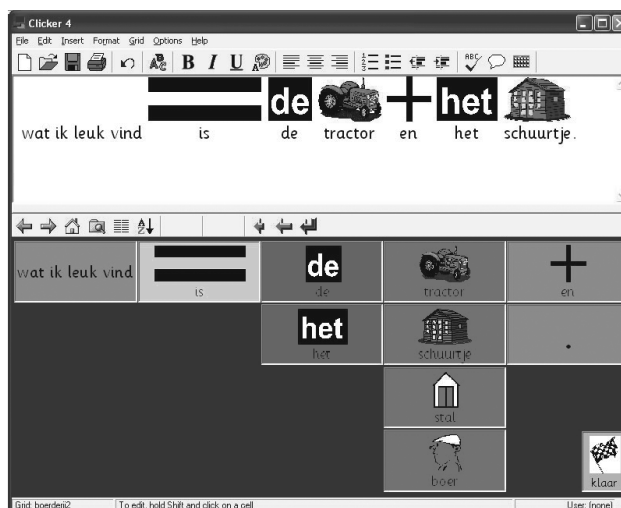 Clicker 4
File Edit Insert Format Grid Options Help
B I U ABC
de het
wat ik leuk vind is de tractor en het schuurtje.
A Z
de
wat ik leuk vind is de tractor en
het
het schuurtje .
stal
boer klaar
Grid: boerderij2 To edit, hold Shift and click on a cell User: (none)